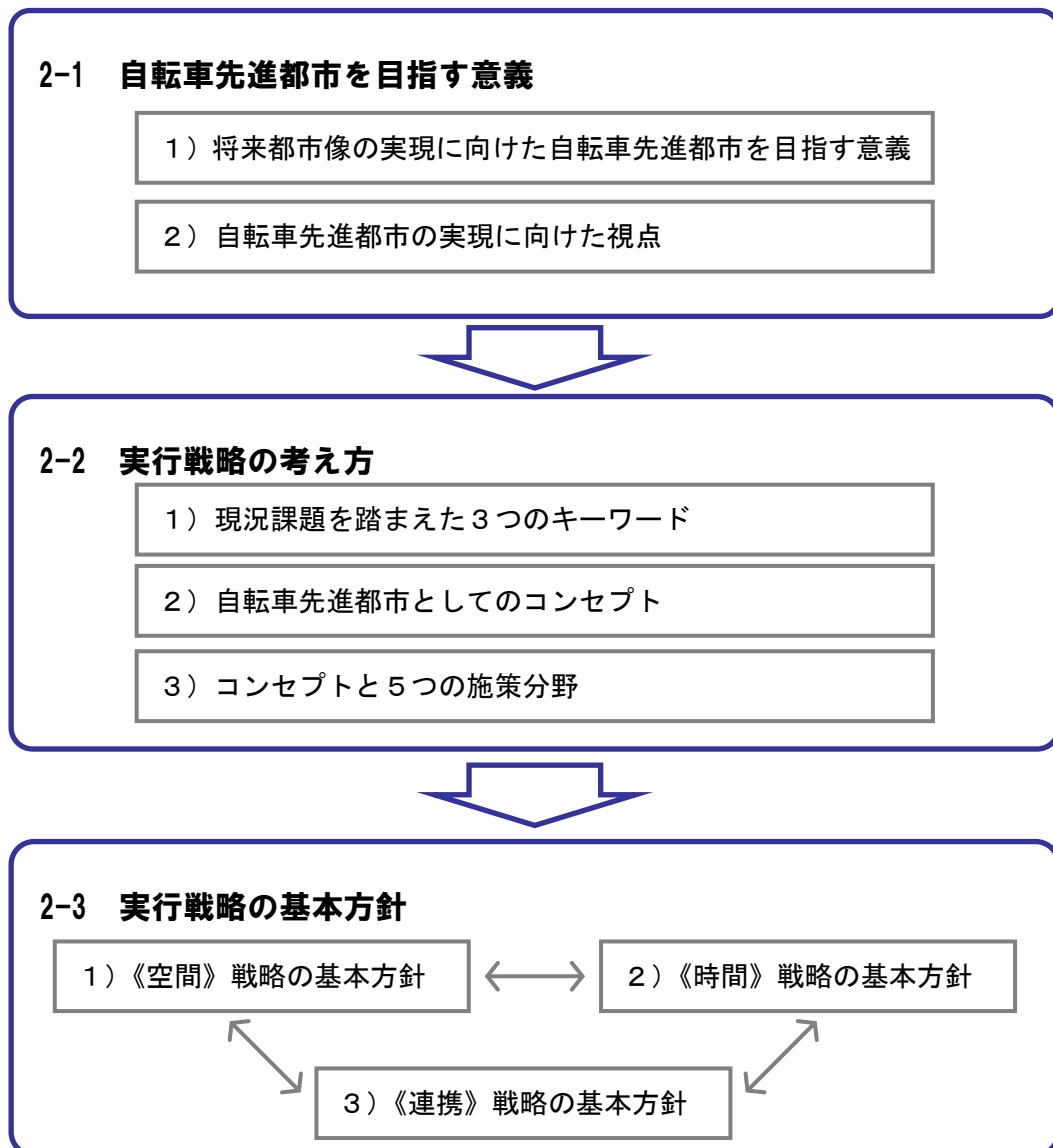 2-1 自転車先進都市を目指す意義
1）将来都市像の実現に向けた自転車先進都市を目指す意義
2）自転車先進都市の実現に向けた視点
2-2 実行戦略の考え方
1）現況課題を踏まえた3つのキーワード
2）自転車先進都市としてのコンセプト
3）コンセプトと5つの施策分野
2-3 実行戦略の基本方針
1）《空間》戦略の基本方針
2）《時間》戦略の基本方針
3）《連携》戦略の基本方針